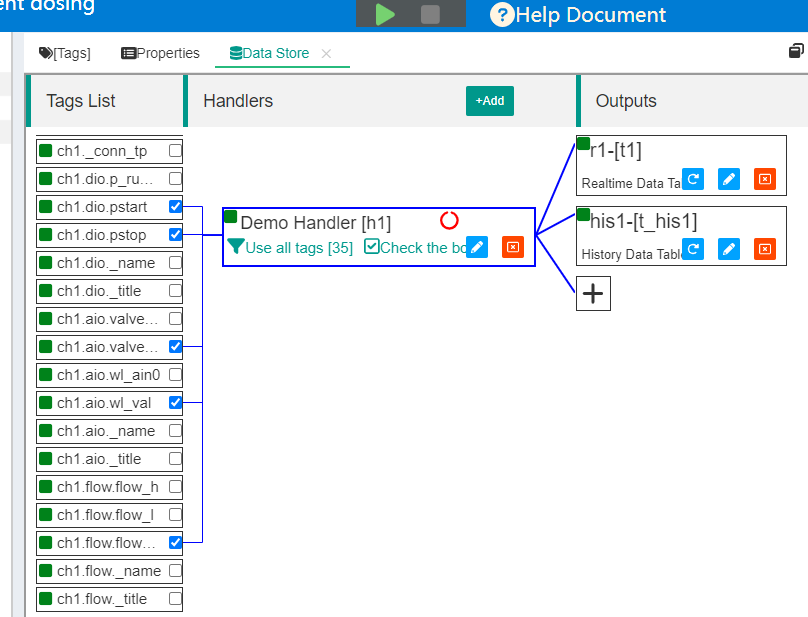 ent dosing
?Help Document
[Tags]
Properties
Data Store
Tags List
Handlers
+Add
Outputs
ch1._conn_tp
ch1.dio.p_ru...
ch1.dio.pstart
ch1.dio.pstop
ch1.dio._name
ch1.dio._title
ch1.aio.valve...
ch1.aio.valve...
ch1.aio.wl_ain0
ch1.aio.wl_val
ch1.aio._name
ch1.aio._title
ch1.flow.flow_h
ch1.flow.flow_l
ch1.flow.flow...
ch1.flow._name
ch1.flow._title
Demo Handler [h1]
Use all tags [35]
Check the bo
r1-[t1]
Realtime Data Ta
his1-[t_his1]
History Data Tabl